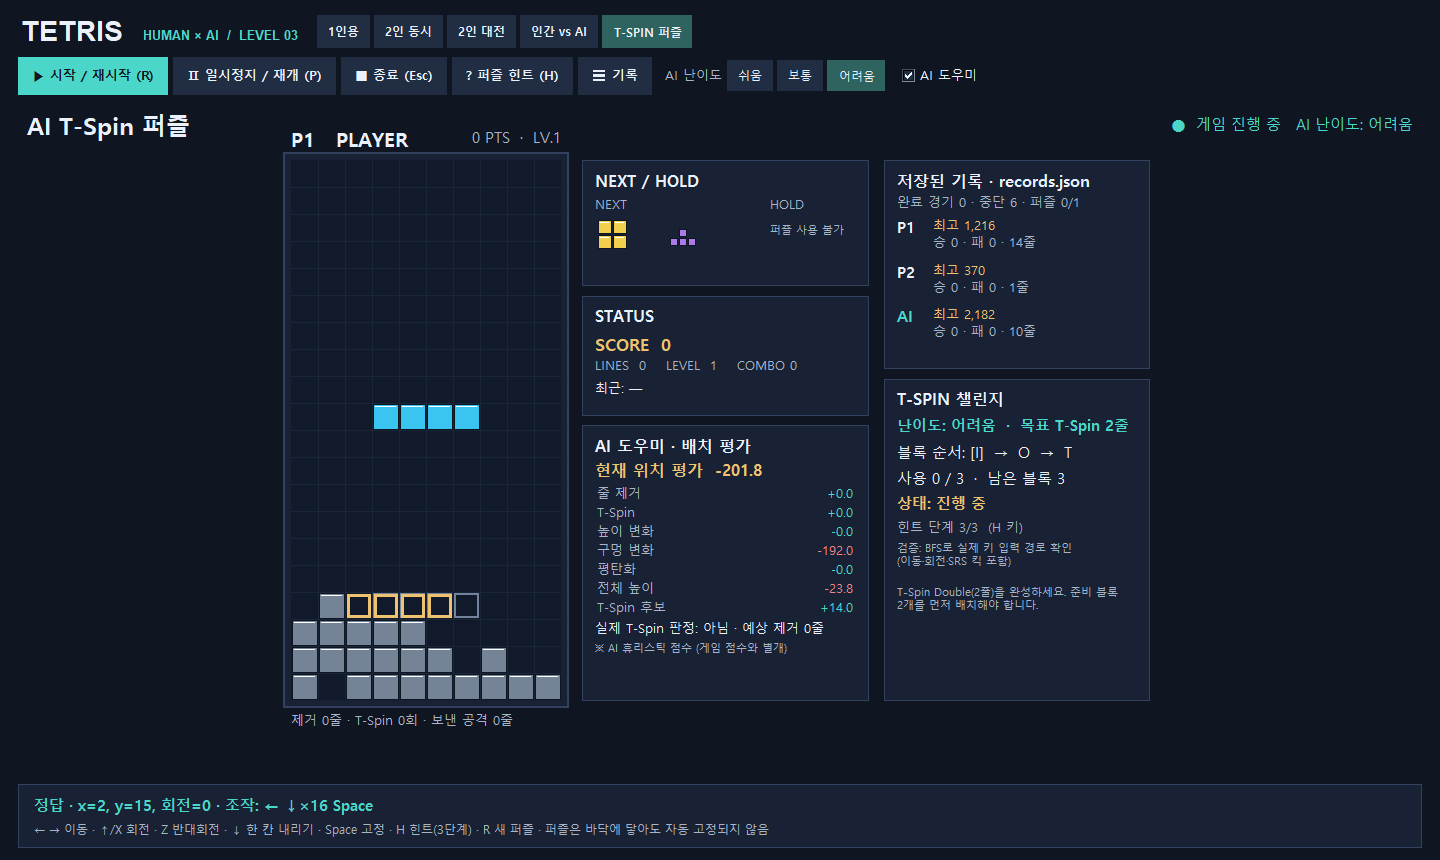 TETRIS HUMAN × AI / LEVEL 03 1인용 2인 동시 2인 대전 인간 vs AI T-SPIN 퍼즐
▶ 시작 / 재시작 (R) Ⅱ 일시정지 / 재개 (P) ■ 종료 (Esc) ? 퍼즐 힌트 (H) ☰ 기록 AI 난이도 쉬움 보통 어려움 AI 도우미
AI T-Spin 퍼즐
● 게임 진행 중 AI 난이도: 어려움
P1 PLAYER 0 PTS · LV.1
제거 0줄 · T-Spin 0회 · 보낸 공격 0줄
NEXT / HOLD
NEXT HOLD
퍼즐 사용 불가
STATUS
SCORE 0
LINES 0 LEVEL 1 COMBO 0
최근: —
AI 도우미 · 배치 평가
현재 위치 평가 -201.8
줄 제거 +0.0
T-Spin +0.0
높이 변화 -0.0
구멍 변화 -192.0
평탄화 -0.0
전체 높이 -23.8
T-Spin 후보 +14.0
실제 T-Spin 판정: 아님 · 예상 제거 0줄
※ AI 휴리스틱 점수 (게임 점수와 별개)
저장된 기록 · records.json
완료 경기 0 · 중단 6 · 퍼즐 0/1
P1 최고 1,216
승 0 · 패 0 · 14줄
P2 최고 370
승 0 · 패 0 · 1줄
AI 최고 2,182
승 0 · 패 0 · 10줄
T-SPIN 챌린지
난이도: 어려움 · 목표 T-Spin 2줄
블록 순서: [I] → O → T
사용 0 / 3 · 남은 블록 3
상태: 진행 중
힌트 단계 3/3 (H 키)
검증: BFS로 실제 키 입력 경로 확인
(이동·회전·SRS 킥 포함)
T-Spin Double(2줄)을 완성하세요. 준비 블록
2개를 먼저 배치해야 합니다.
정답 · x=2, y=15, 회전=0 · 조작: ← ↓×16 Space
← → 이동 · ↑/X 회전 · Z 반대회전 · ↓ 한 칸 내리기 · Space 고정 · H 힌트(3단계) · R 새 퍼즐 · 퍼즐은 바닥에 닿아도 자동 고정되지 않음